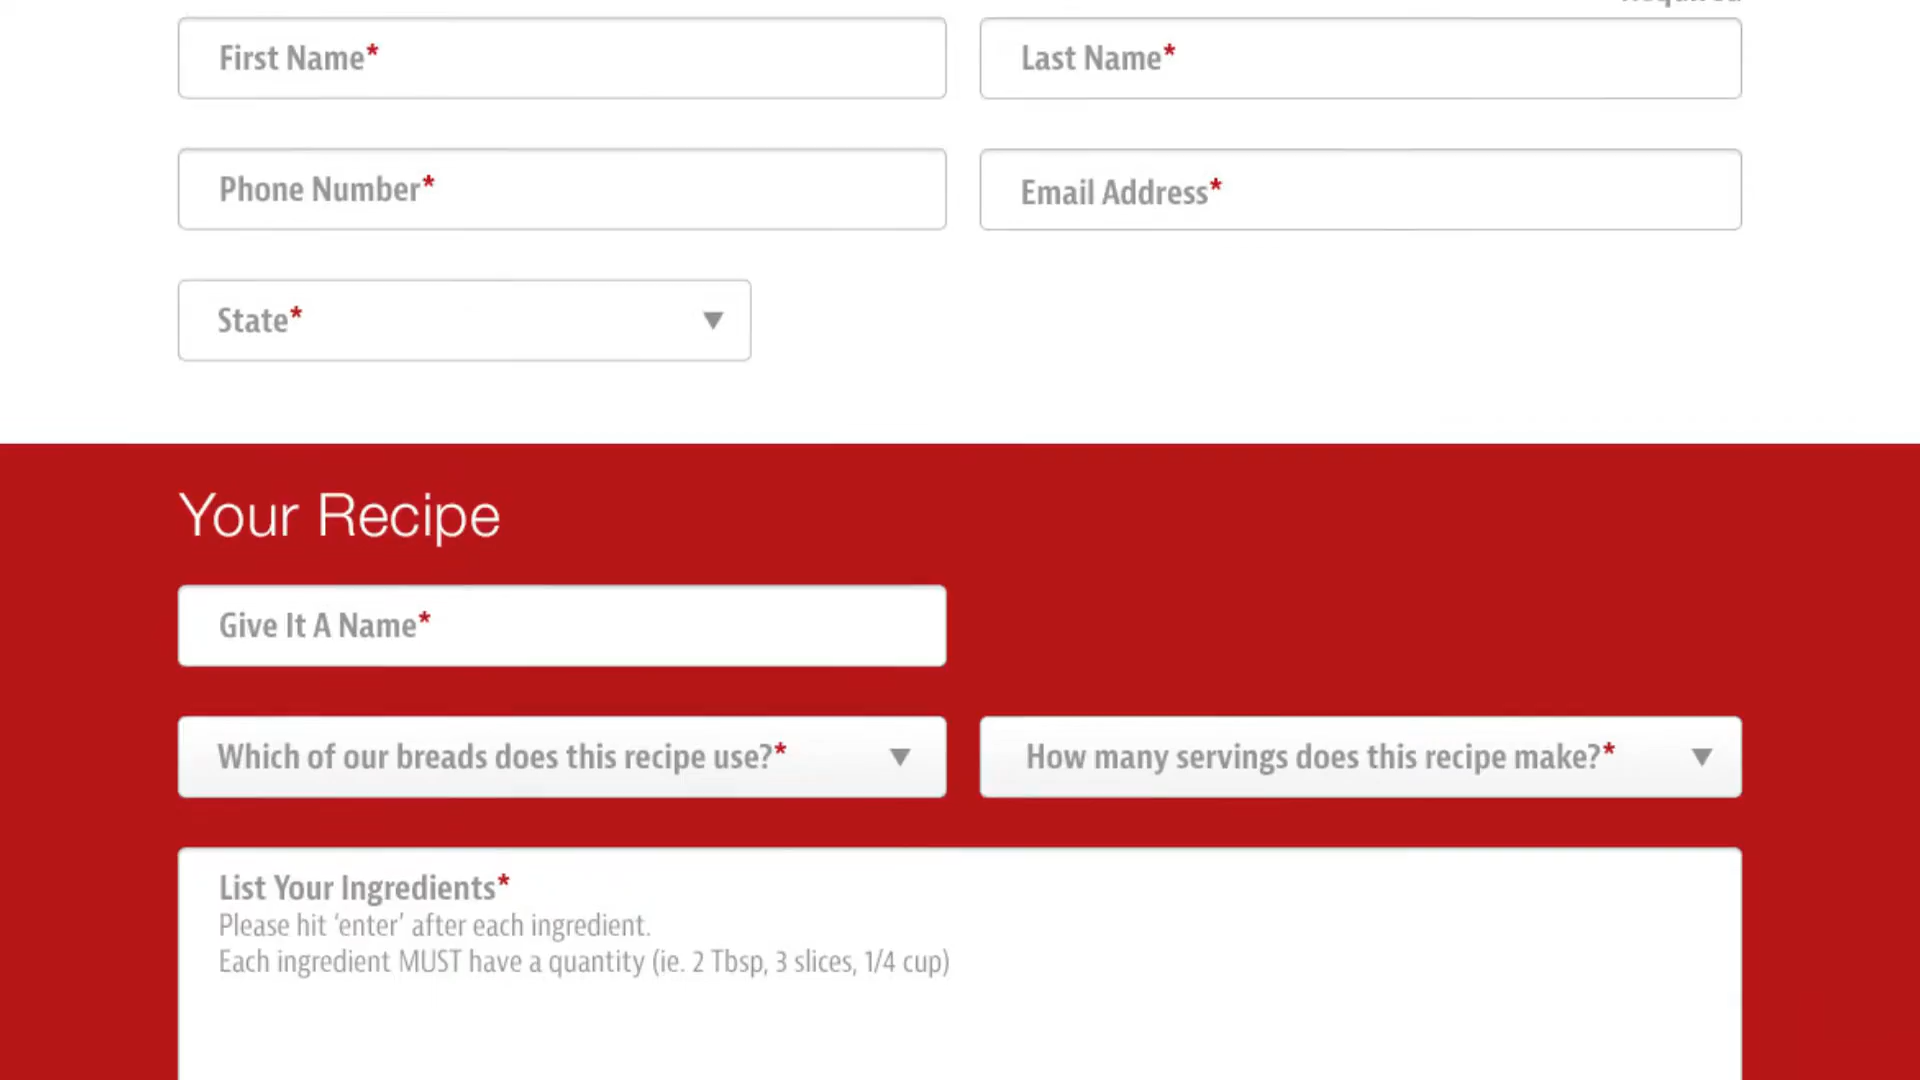 First Name*
Last Name*
Phone Number*
Email Address*
State*
Your Recipe
Give It A Name*
Which of our breads does this recipe use?*
How many servings does this recipe make?*
List Your Ingredients*
Please hit ‘enter’ after each ingredient.
Each ingredient MUST have a quantity (ie. 2 Tbsp, 3 slices, 1/4 cup)